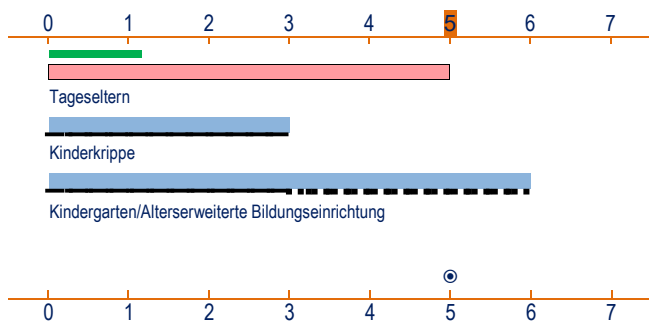 0 1 2 3 4 5 6 7
Tageseltern
Kinderkrippe
Kindergarten/Alterserweiterte Bildungseinrichtung
0 1 2 3 4 5 6 7